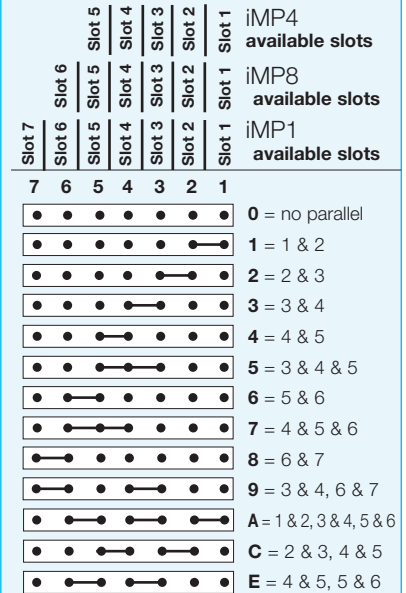 Slot 5 Slot 4 Slot 3 Slot 2 Slot 1 iMP4
available slots
Slot 6 Slot 5 Slot 4 Slot 3 Slot 2 Slot 1 iMP8
available slots
Slot 7 Slot 6 Slot 5 Slot 4 Slot 3 Slot 2 Slot 1 iMP1
available slots
7 6 5 4 3 2 1
0 = no parallel
1 = 1 & 2
2 = 2 & 3
3 = 3 & 4
4 = 4 & 5
5 = 3 & 4 & 5
6 = 5 & 6
7 = 4 & 5 & 6
8 = 6 & 7
9 = 3 & 4, 6 & 7
A = 1 & 2, 3 & 4, 5 & 6
C = 2 & 3, 4 & 5
E = 4 & 5, 5 & 6